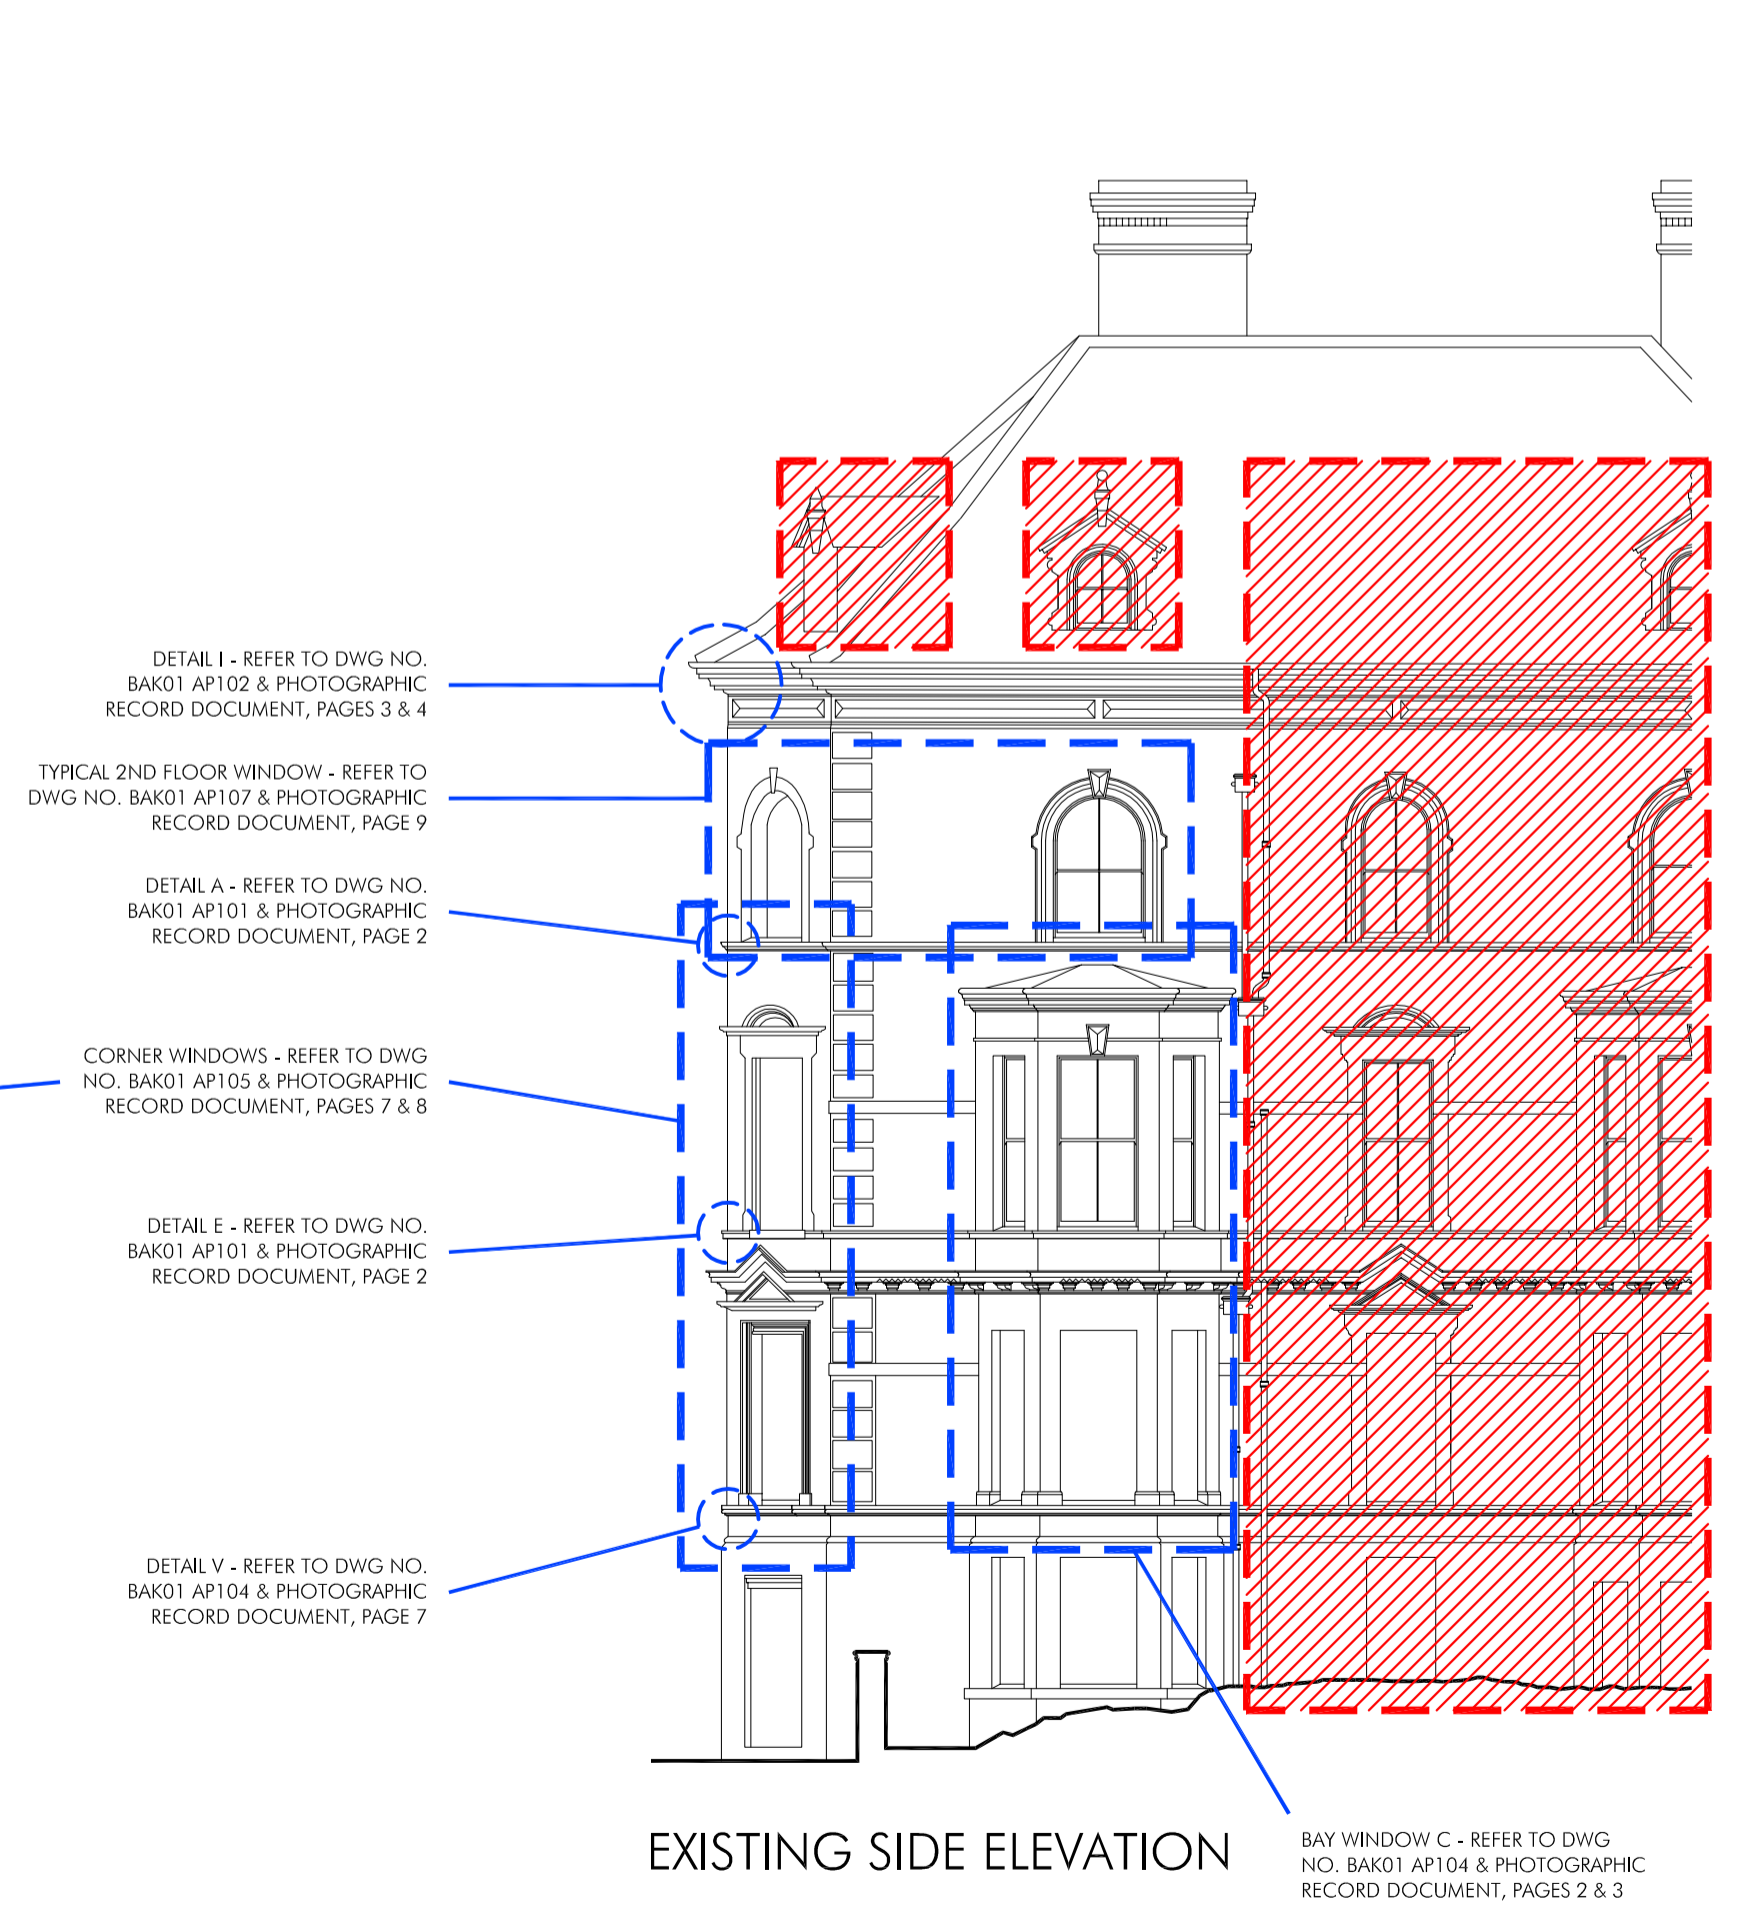 DETAIL I - REFER TO DWG NO.
BAK01 AP102 & PHOTOGRAPHIC
RECORD DOCUMENT, PAGES 3 & 4
TYPICAL 2ND FLOOR WINDOW - REFER TO
DWG NO. BAK01 AP107 & PHOTOGRAPHIC
RECORD DOCUMENT, PAGE 9
DETAIL A - REFER TO DWG NO.
BAK01 AP101 & PHOTOGRAPHIC
RECORD DOCUMENT, PAGE 2
CORNER WINDOWS - REFER TO DWG
NO. BAK01 AP105 & PHOTOGRAPHIC
RECORD DOCUMENT, PAGES 7 & 8
DETAIL E - REFER TO DWG NO.
BAK01 AP101 & PHOTOGRAPHIC
RECORD DOCUMENT, PAGE 2
DETAIL V - REFER TO DWG NO.
BAK01 AP104 & PHOTOGRAPHIC
RECORD DOCUMENT, PAGE 7
EXISTING SIDE ELEVATION
BAY WINDOW C - REFER TO DWG
NO. BAK01 AP104 & PHOTOGRAPHIC
RECORD DOCUMENT, PAGES 2 & 3